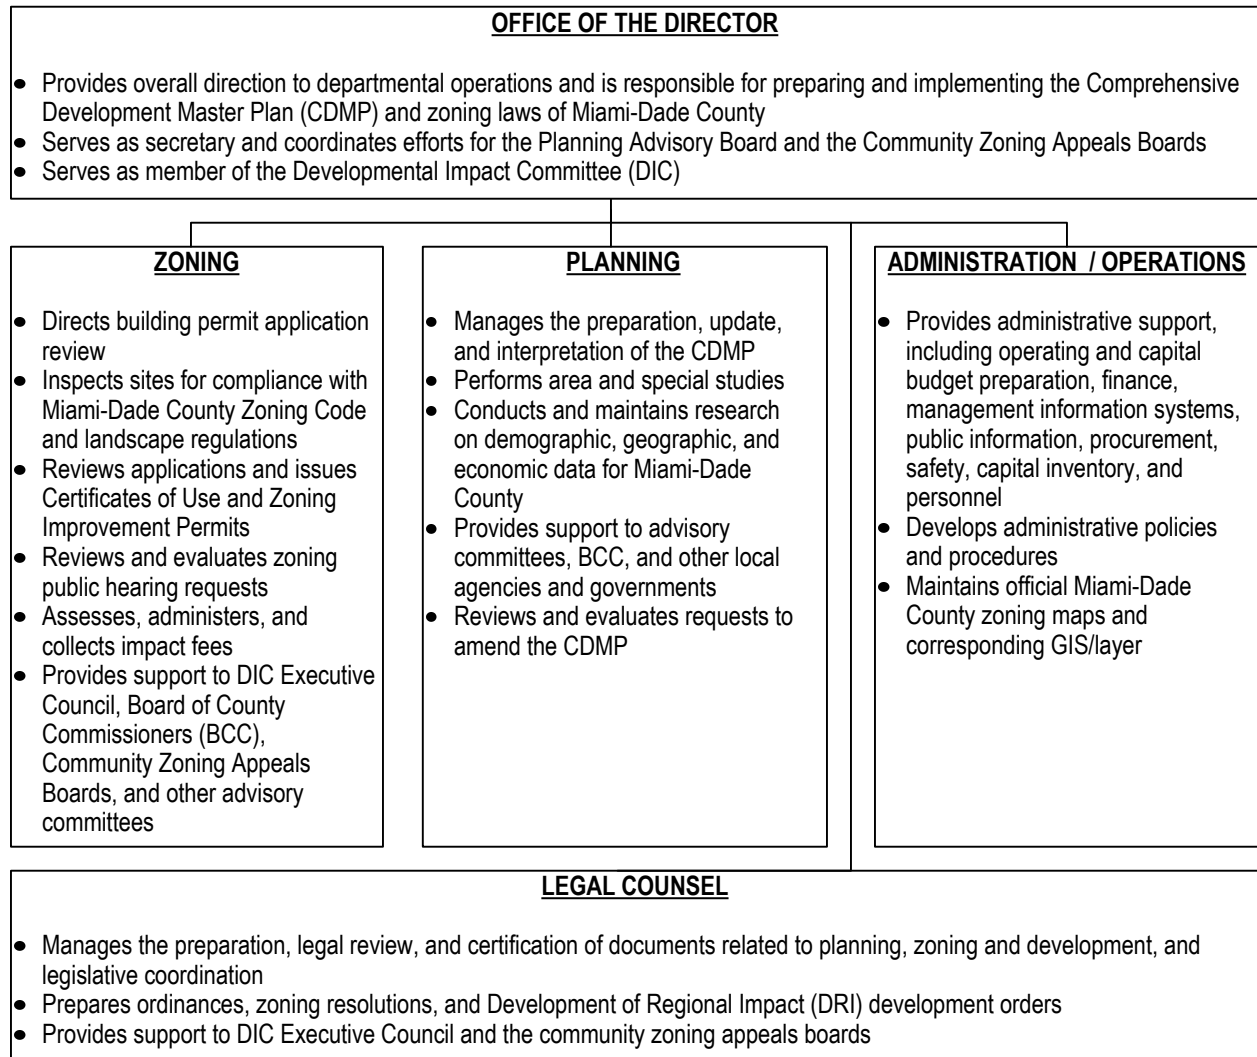 OFFICE OF THE DIRECTOR
• Provides overall direction to departmental operations and is responsible for preparing and implementing the Comprehensive
Development Master Plan (CDMP) and zoning laws of Miami-Dade County
• Serves as secretary and coordinates efforts for the Planning Advisory Board and the Community Zoning Appeals Boards
• Serves as member of the Developmental Impact Committee (DIC)
ZONING
• Directs building permit application
review
• Inspects sites for compliance with
Miami-Dade County Zoning Code
and landscape regulations
• Reviews applications and issues
Certificates of Use and Zoning
Improvement Permits
• Reviews and evaluates zoning
public hearing requests
• Assesses, administers, and
collects impact fees
• Provides support to DIC Executive
Council, Board of County
Commissioners (BCC),
Community Zoning Appeals
Boards, and other advisory
committees
PLANNING
• Manages the preparation, update,
and interpretation of the CDMP
• Performs area and special studies
• Conducts and maintains research
on demographic, geographic, and
economic data for Miami-Dade
County
• Provides support to advisory
committees, BCC, and other local
agencies and governments
• Reviews and evaluates requests to
amend the CDMP
ADMINISTRATION / OPERATIONS
• Provides administrative support,
including operating and capital
budget preparation, finance,
management information systems,
public information, procurement,
safety, capital inventory, and
personnel
• Develops administrative policies
and procedures
• Maintains official Miami-Dade
County zoning maps and
corresponding GIS/layer
LEGAL COUNSEL
• Manages the preparation, legal review, and certification of documents related to planning, zoning and development, and
legislative coordination
• Prepares ordinances, zoning resolutions, and Development of Regional Impact (DRI) development orders
• Provides support to DIC Executive Council and the community zoning appeals boards